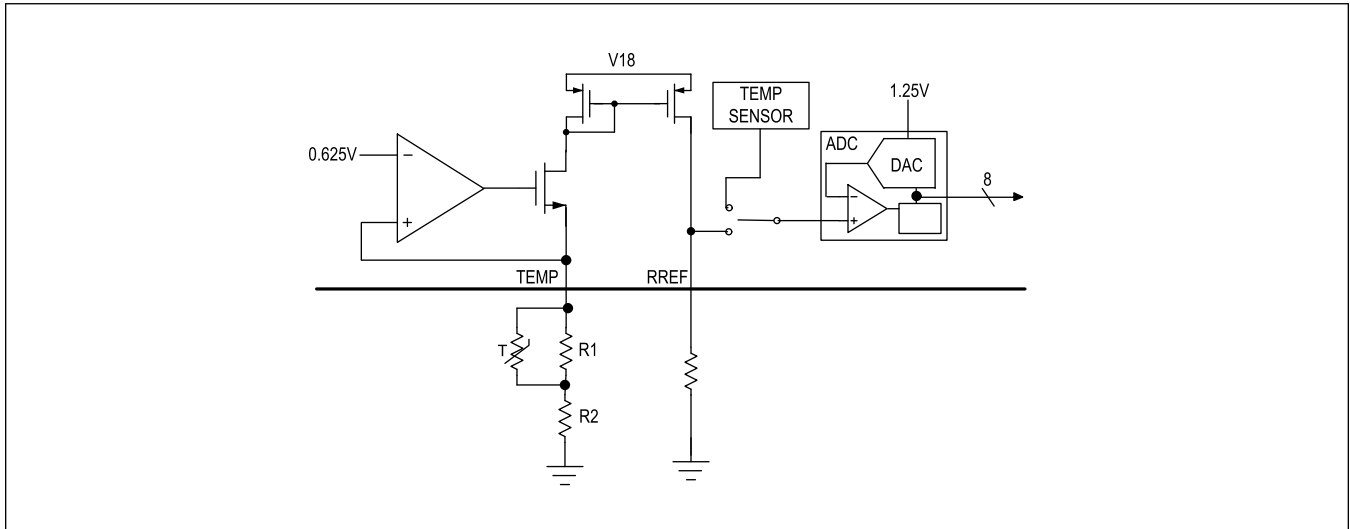 V18
0.625V
−
+
TEMP
SENSOR
1.25V
ADC
DAC
−
+
8
TEMP
RREF
T
R1
R2